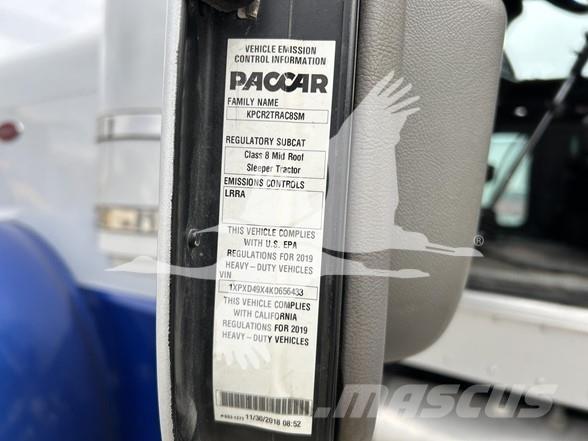 VEHICLE EMISSION
CONTROL INFORMATION
PACCAR
FAMILY NAME
KPCR2TRAC8SM
REGULATORY SUBCAT
Class 8 Mid Roof
Sleeper Tractor
EMISSIONS CONTROLS
LRRA
THIS VEHICLE COMPLIES
WITH U.S. EPA
REGULATIONS FOR 2019
HEAVY-DUTY VEHICLES
VIN
1XPXD49X4KD656433
THIS VEHICLE COMPLIES
WITH CALIFORNIA
REGULATIONS FOR 2019
HEAVY-DUTY VEHICLES
11/30/2018 08:52
®
Mascus